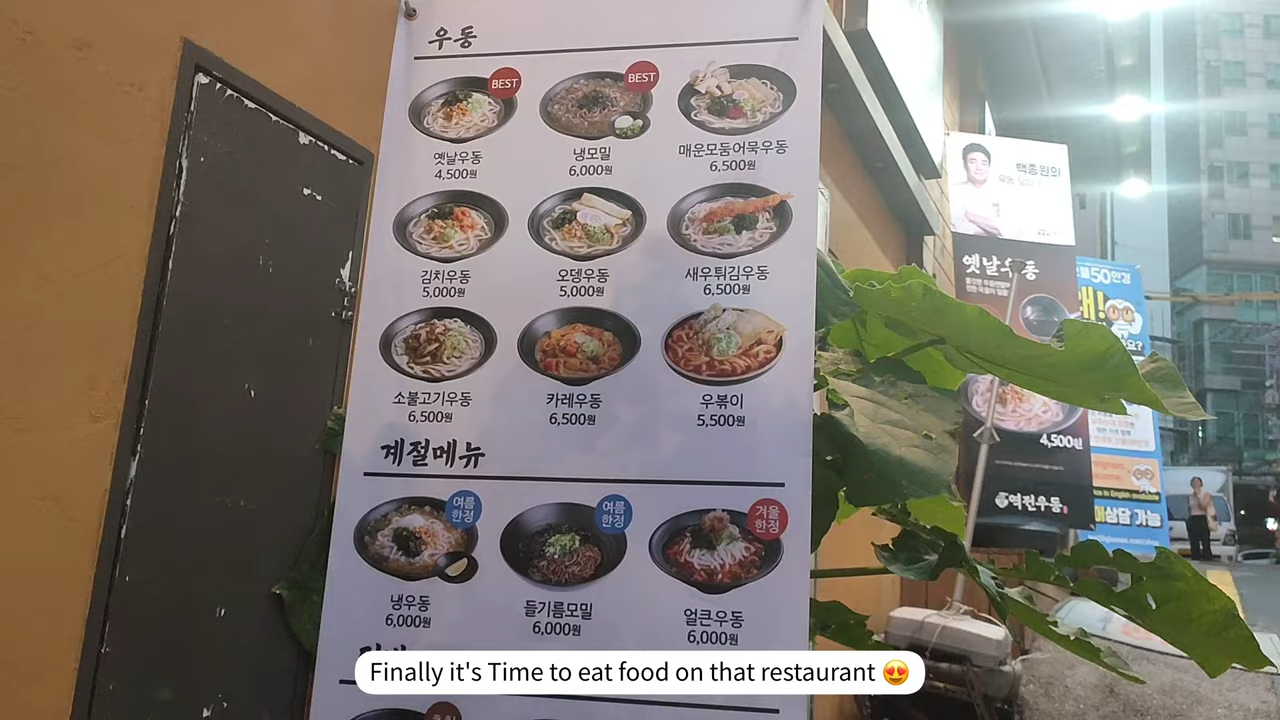 우동
BEST
BEST
옛날우동
4,500원
냉모밀
6,000원
매운모둠어묵우동
6,500원
김치우동
5,000원
오뎅우동
5,000원
새우튀김우동
6,500원
소불고기우동
6,500원
카레우동
6,500원
우볶이
5,500원
계절메뉴
여름
한정
여름
한정
겨울
한정
냉우동
6,000원
들기름모밀
6,000원
얼큰우동
6,000원
백종원의
옛날우동
4,500원
역전우동
50만명
상담 가능
Finally it's Time to eat food on that restaurant 😍